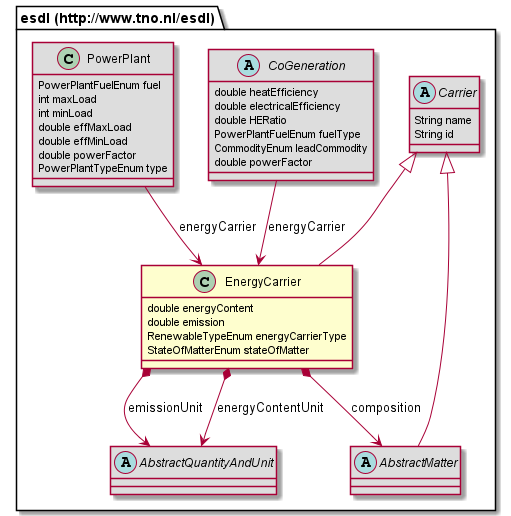 esdl (http://www.tno.nl/esdl)
C PowerPlant
PowerPlantFuelEnum fuel
int maxLoad
int minLoad
double effMaxLoad
double effMinLoad
double powerFactor
PowerPlantTypeEnum type
A CoGeneration
double heatEfficiency
double electricalEfficiency
double HERatio
PowerPlantFuelEnum fuelType
CommodityEnum leadCommodity
double powerFactor
A Carrier
String name
String id
energyCarrier
energyCarrier
C EnergyCarrier
double energyContent
double emission
RenewableTypeEnum energyCarrierType
StateOfMatterEnum stateOfMatter
emissionUnit
energyContentUnit
composition
A AbstractQuantityAndUnit
A AbstractMatter